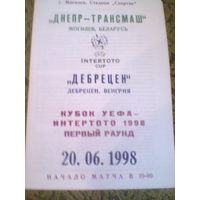 г. Могилев, Стадион "Спартак"
"ДНЕПР-ТРАНСМАШ"
МОГИЛЕВ, БЕЛАРУСЬ
INTERTOTO
CUP
"ДЕБРЕЦЕН"
ДЕБРЕЦЕН, ВЕНГРИЯ
КУБОК УЕФА-
ИНТЕРТОТО 1998
ПЕРВЫЙ РАУНД
20.06.1998
НАЧАЛО МАТЧА В 19-00